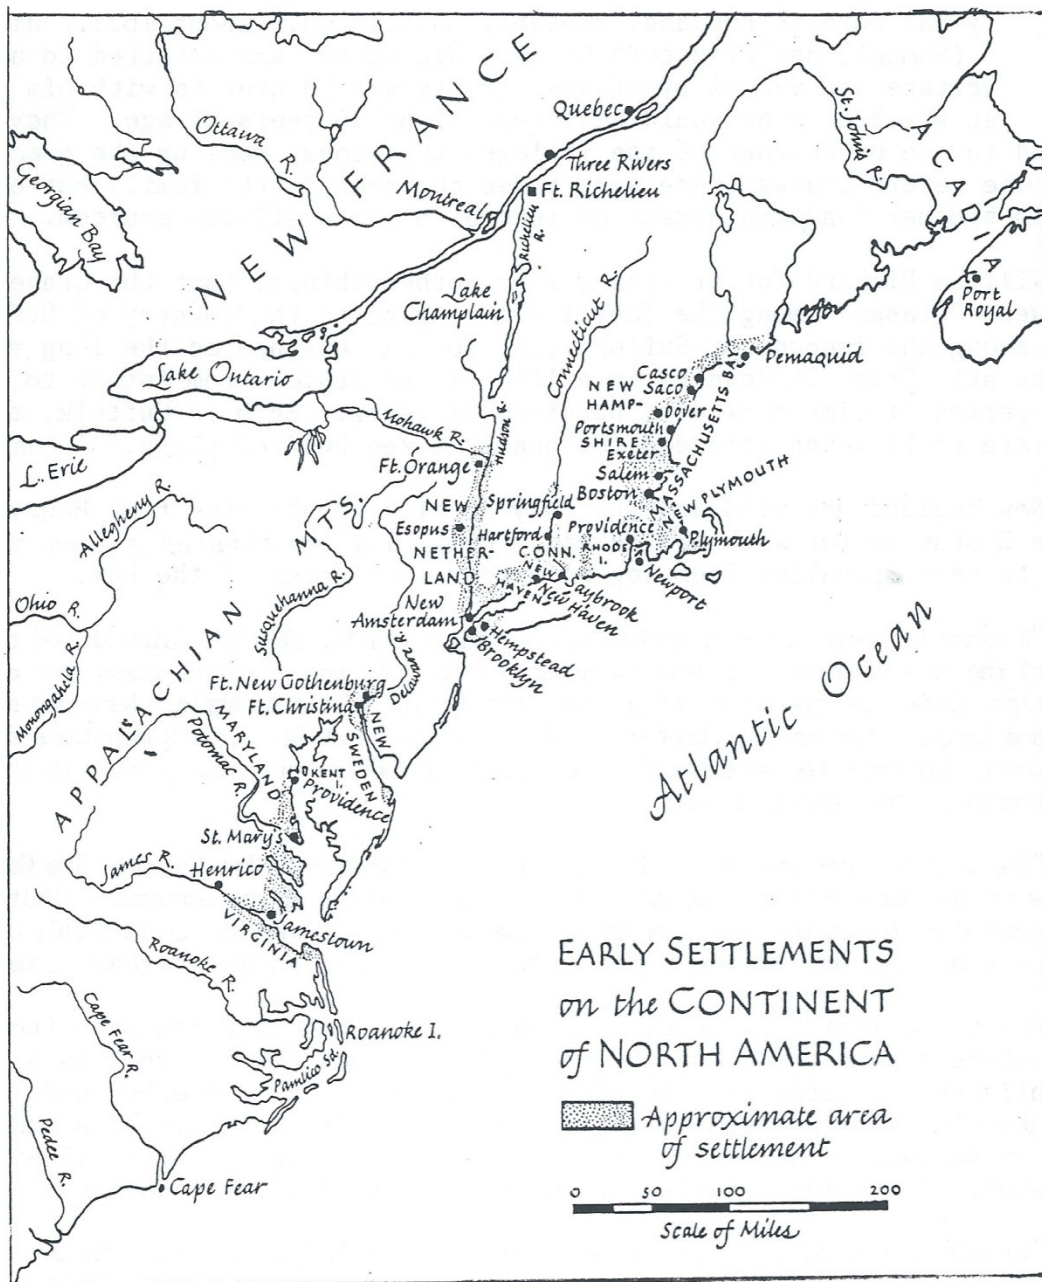 NEW FRANCE
ACADIA
Quebec
Three Rivers
Ft. Richelieu
Montreal
Ottawa R.
Georgian Bay
St. John's R.
Port Royal
Richelieu R.
Lake Champlain
Connecticut R.
Lake Ontario
L. Erie
Mohawk R.
Hudson R.
Ft. Orange
Pemaquid
Casco
Saco
NEW HAMP-
SHIRE
Dover
Portsmouth
Exeter
Salem
Boston
MASSACHUSETTS BAY
NEW PLYMOUTH
Plymouth
Springfield
Hartford
CONN.
Providence
RHODE I.
Newport
NEW HAVEN
Saybrook
New Haven
Esopus
NEW
NETHER-
LAND
New Amsterdam
Hempstead
Brooklyn
Allegheny R.
Ohio R.
Monongahela R.
APPALACHIAN MTS.
Susquehanna R.
Delaware R.
Ft. New Gothenburg
Ft. Christina
NEW SWEDEN
MARYLAND
Potomac R.
KENT I.
Providence
St. Mary's
James R.
Henrico
Jamestown
VIRGINIA
Roanoke R.
Roanoke I.
Pamlico Sd.
Cape Fear R.
Pedee R.
Cape Fear
Atlantic Ocean
EARLY SETTLEMENTS
on the CONTINENT
of NORTH AMERICA
Approximate area
of settlement
0 50 100 200
Scale of Miles